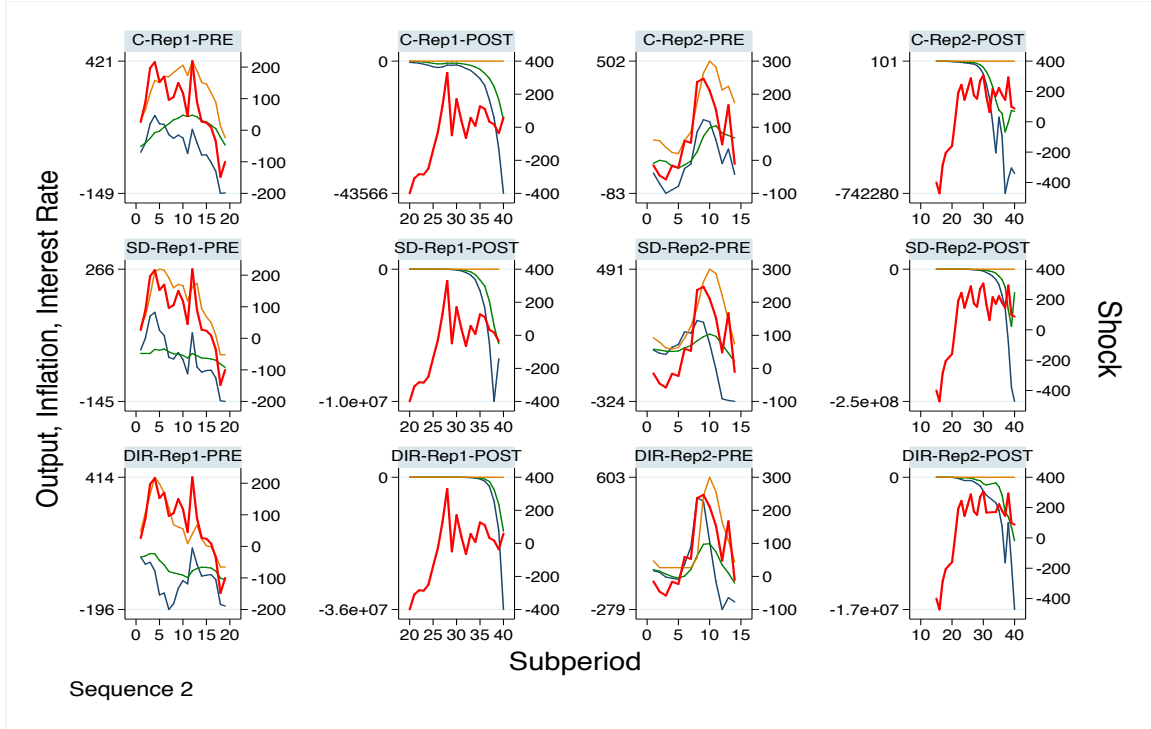 C-Rep1-PRE C-Rep1-POST C-Rep2-PRE C-Rep2-POST
421 200 100 0 -100 -200 -149
0 5 10 15 20
0 400 200 0 -200 -400 -43566
20 25 30 35 40
502 300 200 100 0 -100 -83
0 5 10 15
101 400 200 0 -200 -400 -742280
10 20 30 40
SD-Rep1-PRE SD-Rep1-POST SD-Rep2-PRE SD-Rep2-POST
266 200 100 0 -100 -200 -145
0 5 10 15 20
0 400 200 0 -200 -400 -1.0e+07
20 25 30 35 40
491 300 200 100 0 -100 -324
0 5 10 15
0 400 200 0 -200 -400 -2.5e+08
10 20 30 40
DIR-Rep1-PRE DIR-Rep1-POST DIR-Rep2-PRE DIR-Rep2-POST
414 200 100 0 -100 -200 -196
0 5 10 15 20
0 400 200 0 -200 -400 -3.6e+07
20 25 30 35 40
603 300 200 100 0 -100 -279
0 5 10 15
0 400 200 0 -200 -400 -1.7e+07
10 20 30 40
Output, Inflation, Interest Rate
Shock
Subperiod
Sequence 2